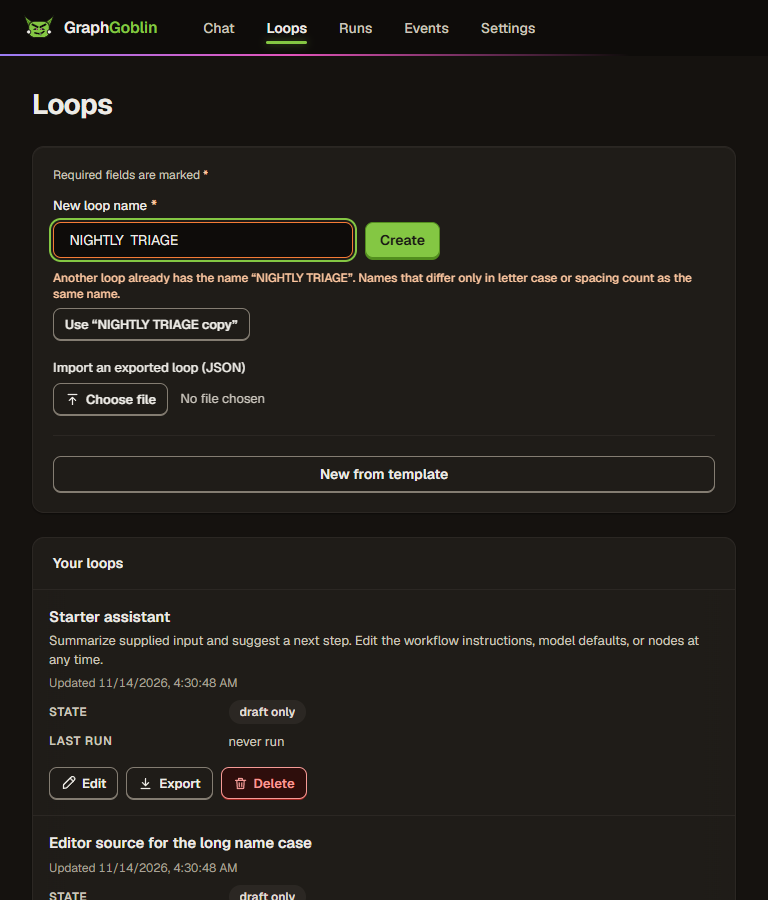 GraphGoblin
Chat
Loops
Runs
Events
Settings
Loops
Required fields are marked *
New loop name *
NIGHTLY  TRIAGE
Create
Another loop already has the name “NIGHTLY TRIAGE”. Names that differ only in letter case or spacing count as the
same name.
Use “NIGHTLY TRIAGE copy”
Import an exported loop (JSON)
Choose file
No file chosen
New from template
Your loops
Starter assistant
Summarize supplied input and suggest a next step. Edit the workflow instructions, model defaults, or nodes at
any time.
Updated 11/14/2026, 4:30:48 AM
STATE
draft only
LAST RUN
never run
Edit
Export
Delete
Editor source for the long name case
Updated 11/14/2026, 4:30:48 AM
STATE
draft only